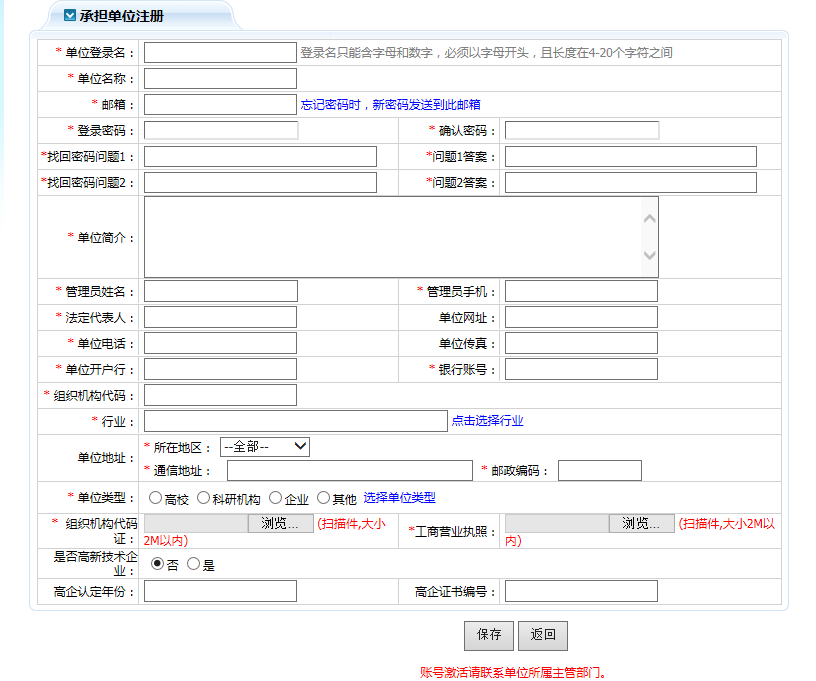 承担单位注册
* 单位登录名： 登录名只能含字母和数字，必须以字母开头，且长度在4-20个字符之间
* 单位名称：
* 邮箱： 忘记密码时，新密码发送到此邮箱
* 登录密码： * 确认密码：
*找回密码问题1： *问题1答案：
*找回密码问题2： *问题2答案：
* 单位简介：
* 管理员姓名： * 管理员手机：
* 法定代表人： 单位网址：
* 单位电话： 单位传真：
* 单位开户行： * 银行账号：
* 组织机构代码：
* 行业： 点击选择行业
单位地址： * 所在地区： --全部--
* 通信地址： * 邮政编码：
* 单位类型： 高校 科研机构 企业 其他 选择单位类型
* 组织机构代码证： 浏览... (扫描件,大小2M以内) *工商营业执照： 浏览... (扫描件,大小2M以内)
是否高新技术企业： 否 是
高企认定年份： 高企证书编号：
保存 返回
账号激活请联系单位所属主管部门。